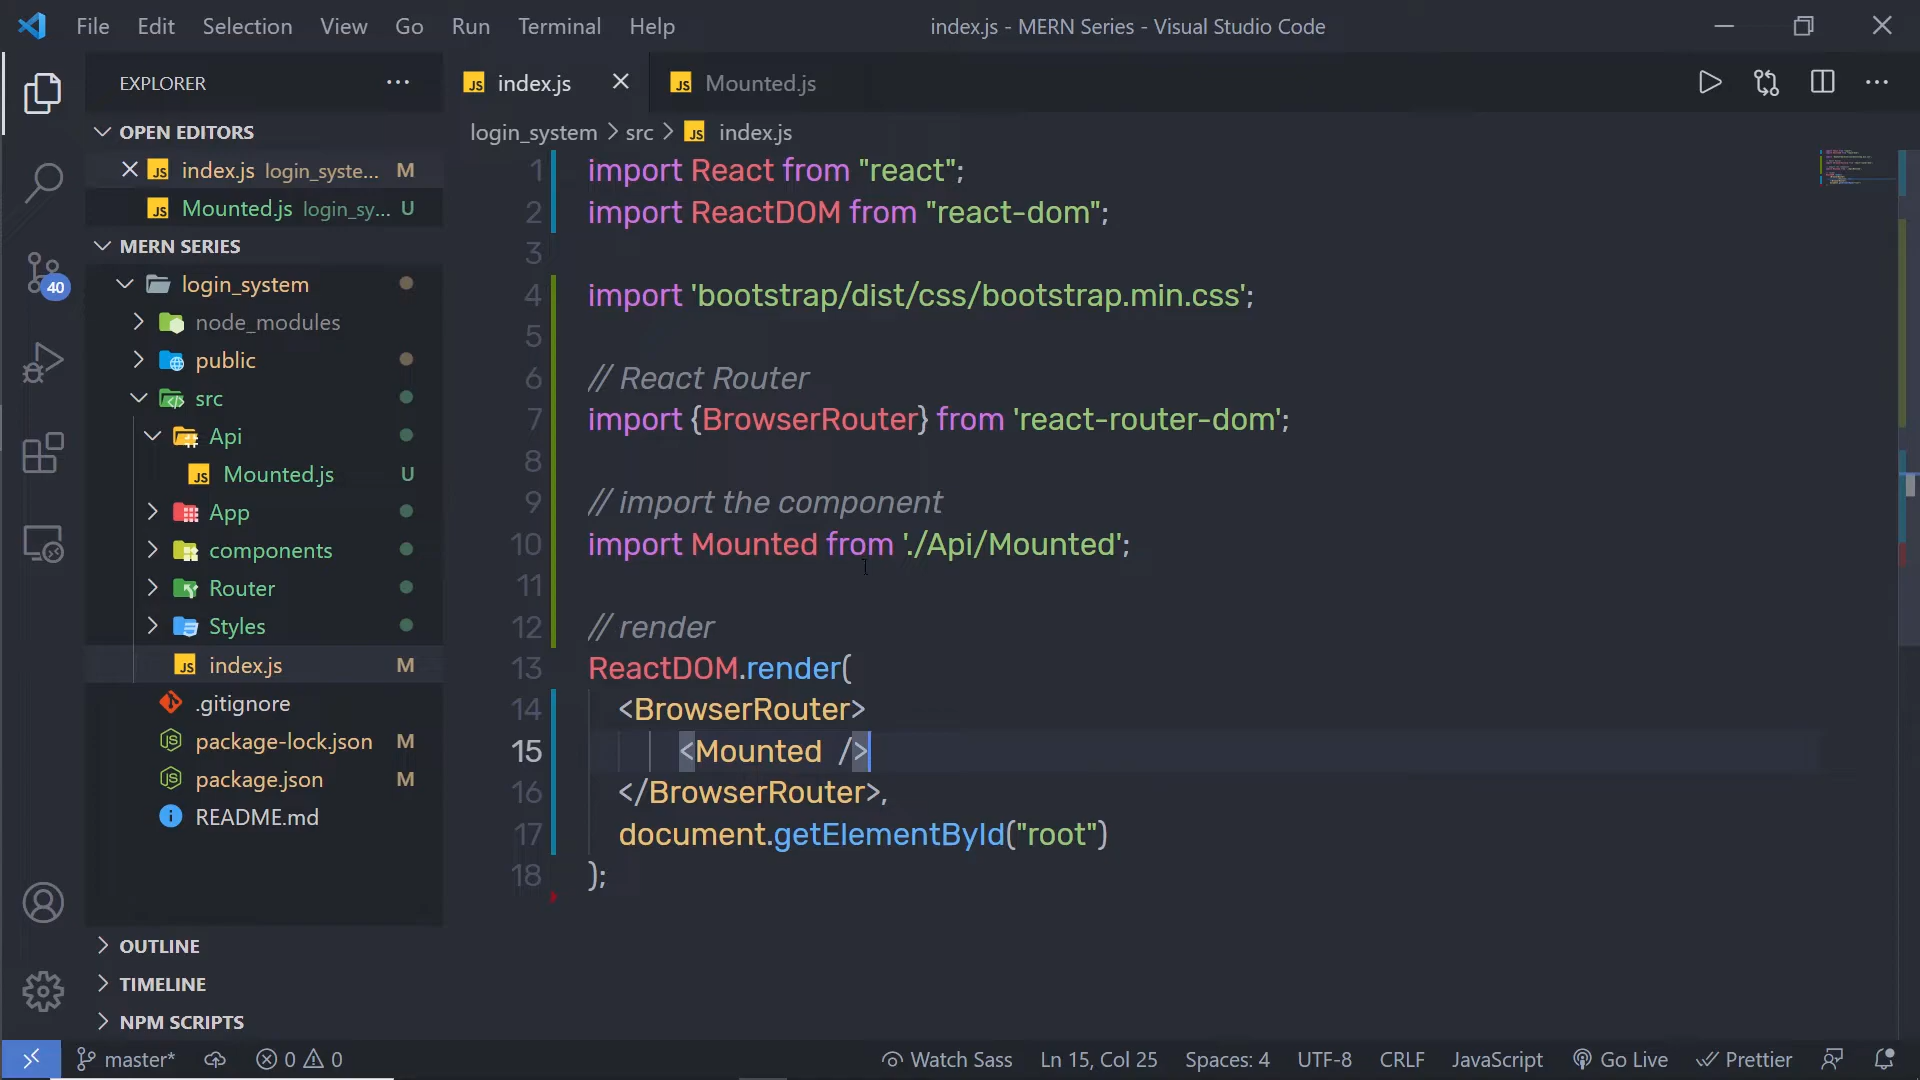 File Edit Selection View Go Run Terminal Help
index.js - MERN Series - Visual Studio Code
EXPLORER
OPEN EDITORS
index.js login_syste... M
Mounted.js login_sy... U
MERN SERIES
login_system
node_modules
public
src
Api
Mounted.js U
App
components
Router
Styles
index.js M
.gitignore
package-lock.json M
package.json M
README.md
OUTLINE
TIMELINE
NPM SCRIPTS
40
index.js
Mounted.js
login_system > src > JS index.js
1 import React from "react";
2 import ReactDOM from "react-dom";
3
4 import 'bootstrap/dist/css/bootstrap.min.css';
5
6 // React Router
7 import {BrowserRouter} from 'react-router-dom';
8
9 // import the component
10 import Mounted from './Api/Mounted';
11
12 // render
13 ReactDOM.render(
14 <BrowserRouter>
15 <Mounted />
16 </BrowserRouter>,
17 document.getElementById("root")
18 );
master* 0 0 Watch Sass Ln 15, Col 25 Spaces: 4 UTF-8 CRLF JavaScript Go Live Prettier